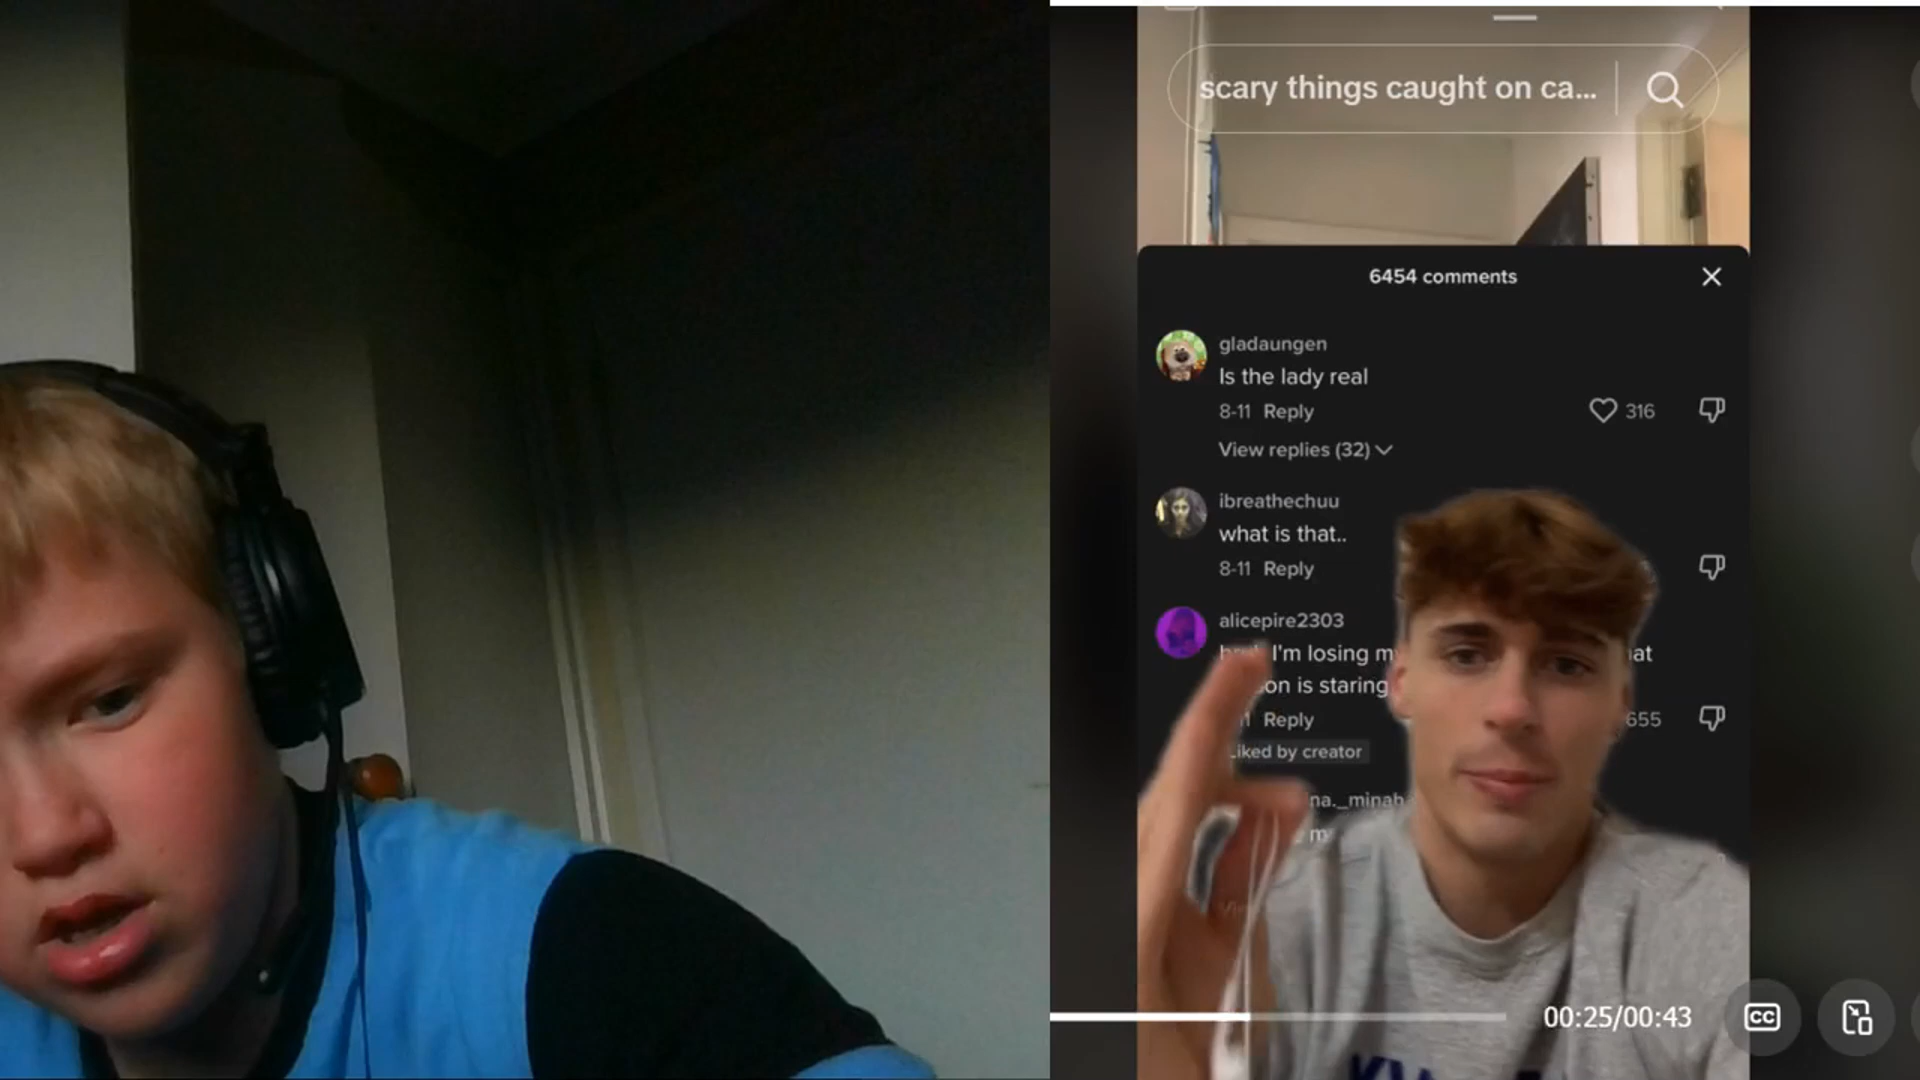 scary things caught on ca...
6454 comments
gladaungen
Is the lady real
8-11 Reply
316
View replies (32)
ibreathechuu
what is that..
8-11 Reply
alicepire2303
I'm losing
is staring
Reply
655
Liked by creator
00:25/00:43
CC